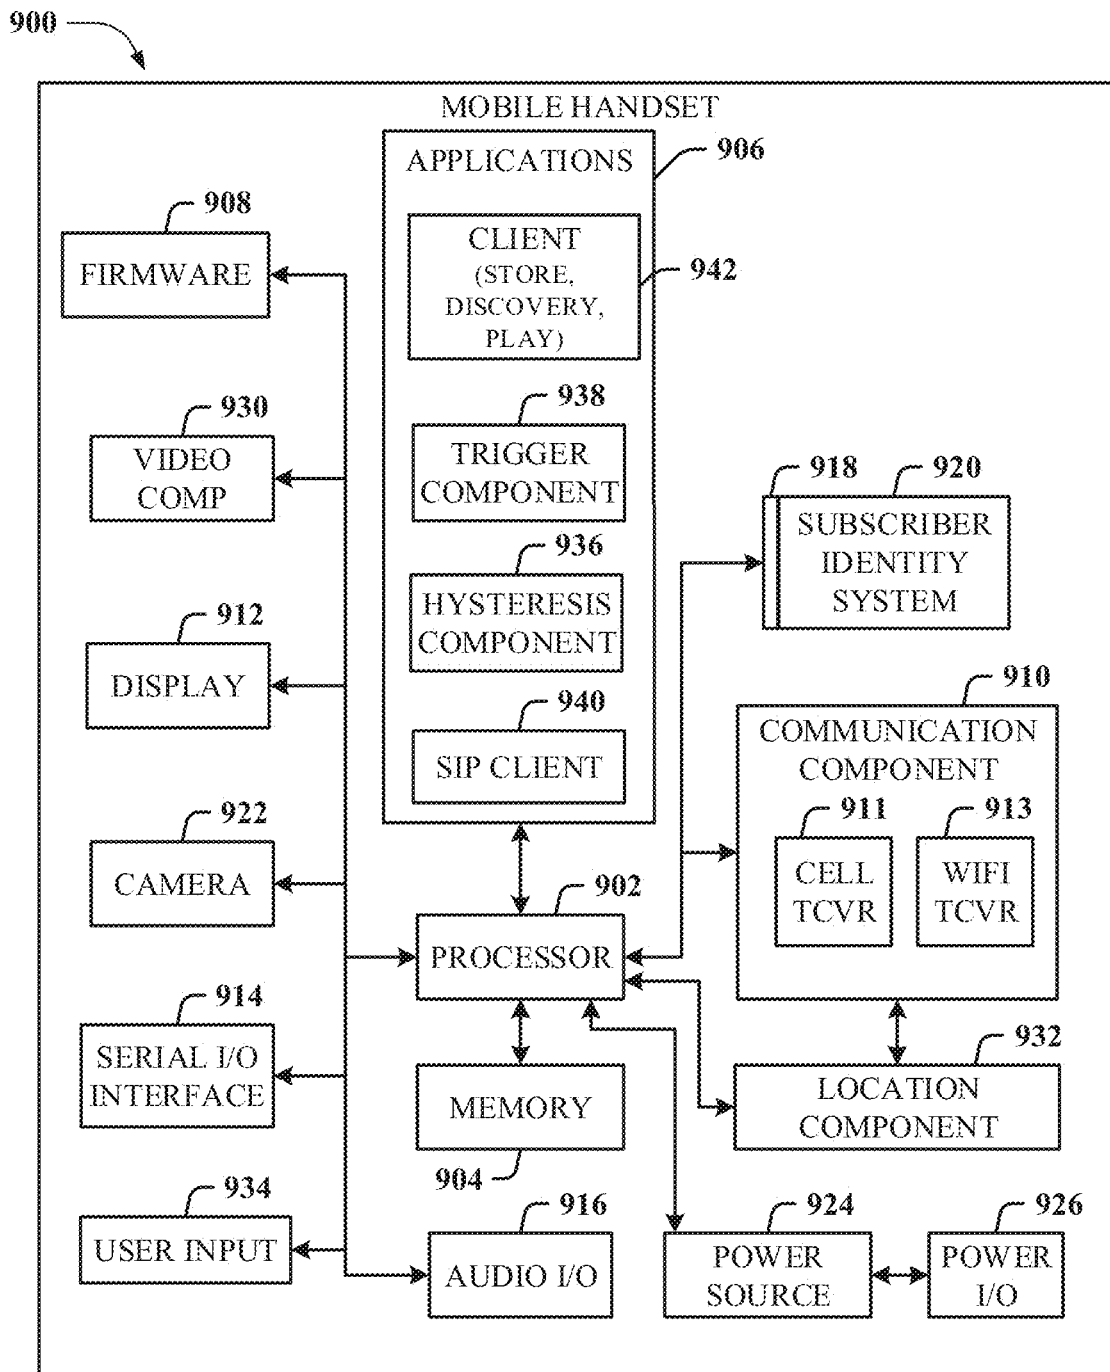 900
MOBILE HANDSET
APPLICATIONS
906
CLIENT
(STORE,
DISCOVERY,
PLAY)
942
938
TRIGGER
COMPONENT
936
HYSTERESIS
COMPONENT
940
SIP CLIENT
908
FIRMWARE
930
VIDEO
COMP
912
DISPLAY
922
CAMERA
914
SERIAL I/O
INTERFACE
934
USER INPUT
902
PROCESSOR
MEMORY
904
916
AUDIO I/O
918
920
SUBSCRIBER
IDENTITY
SYSTEM
910
COMMUNICATION
COMPONENT
911
CELL
TCVR
913
WIFI
TCVR
932
LOCATION
COMPONENT
924
POWER
SOURCE
926
POWER
I/O